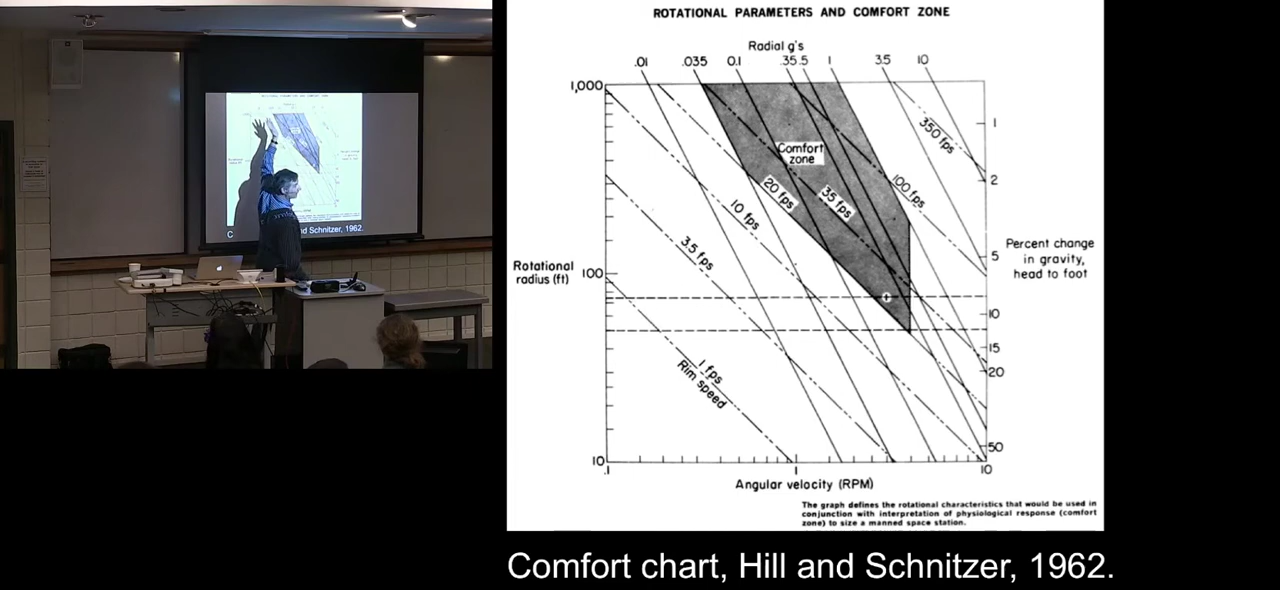 ROTATIONAL PARAMETERS AND COMFORT ZONE
Radial g's
.01 .035 0.1 .35 .5 1 3.5 10
1,000
350 fps
1
Comfort
zone
2
20 fps
35 fps
100 fps
10 fps
3.5 fps
5
Percent change
in gravity,
head to foot
Rotational
radius (ft)
100
10
15
20
1 fps
Rim speed
50
10
.1 1 10
Angular velocity (RPM)
The graph defines the rotational characteristics that would be used in
conjunction with interpretation of physiological response (comfort
zone) to size a manned space station.
C
nd Schnitzer, 1962.
Comfort chart, Hill and Schnitzer, 1962.